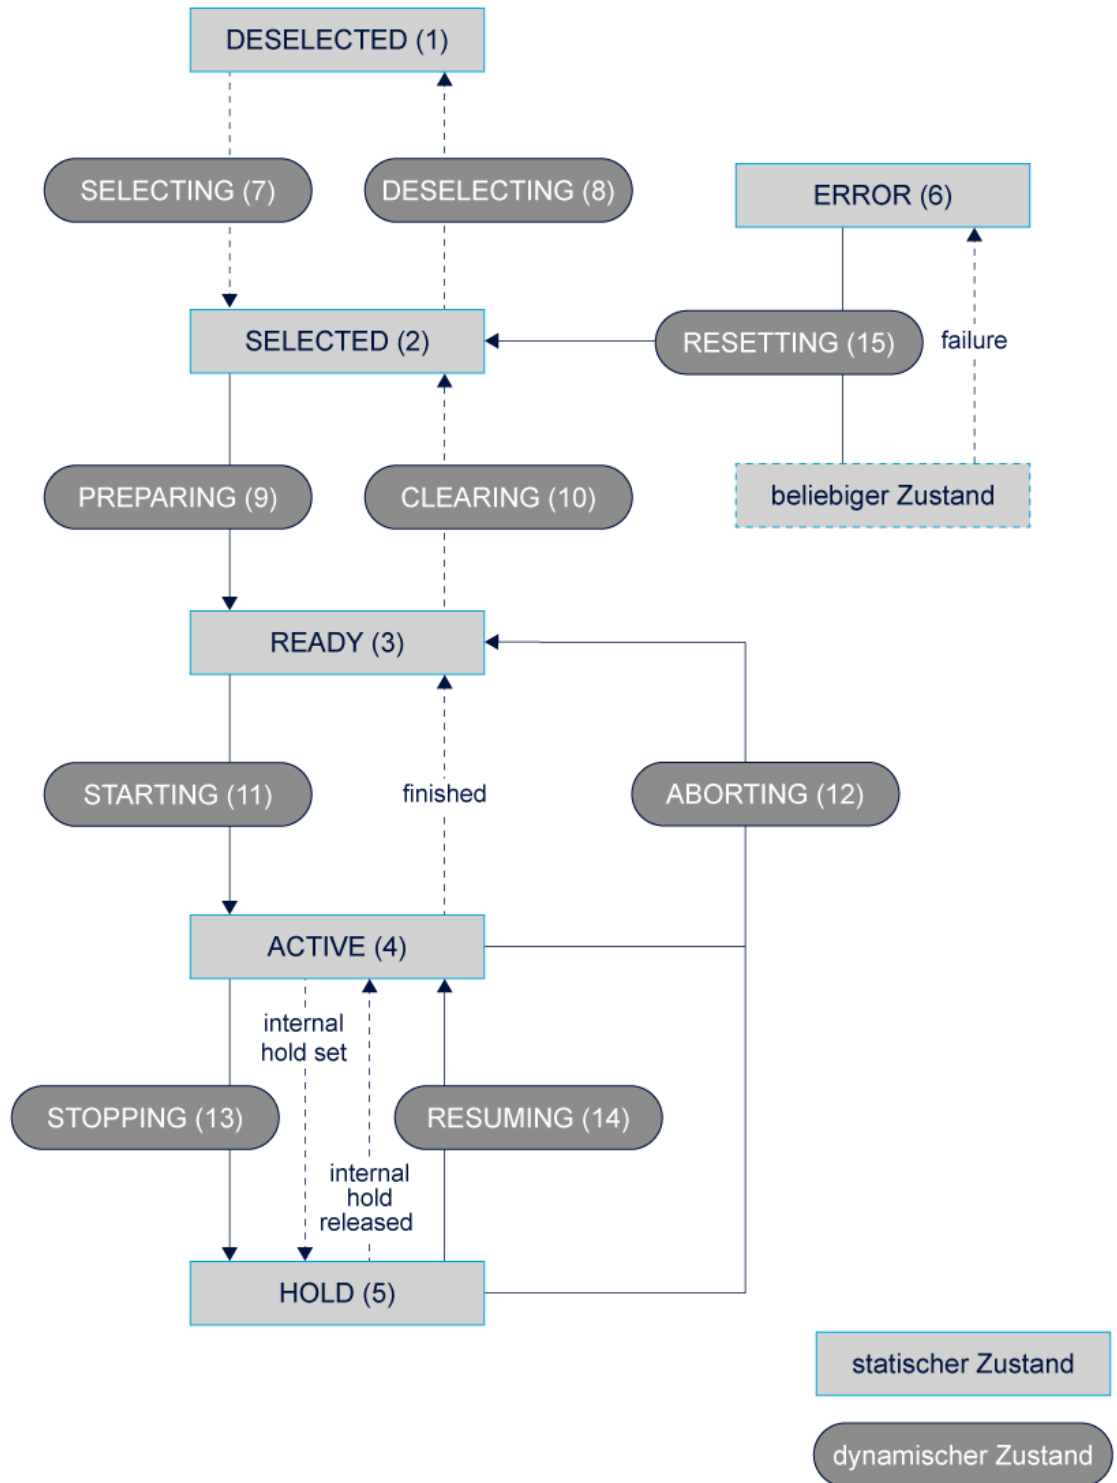 DESELECTED (1)
SELECTING (7)
DESELECTING (8)
ERROR (6)
SELECTED (2)
RESETTING (15)
failure
PREPARING (9)
CLEARING (10)
beliebiger Zustand
READY (3)
STARTING (11)
finished
ABORTING (12)
ACTIVE (4)
internal
hold set
STOPPING (13)
RESUMING (14)
internal
hold
released
HOLD (5)
statischer Zustand
dynamischer Zustand